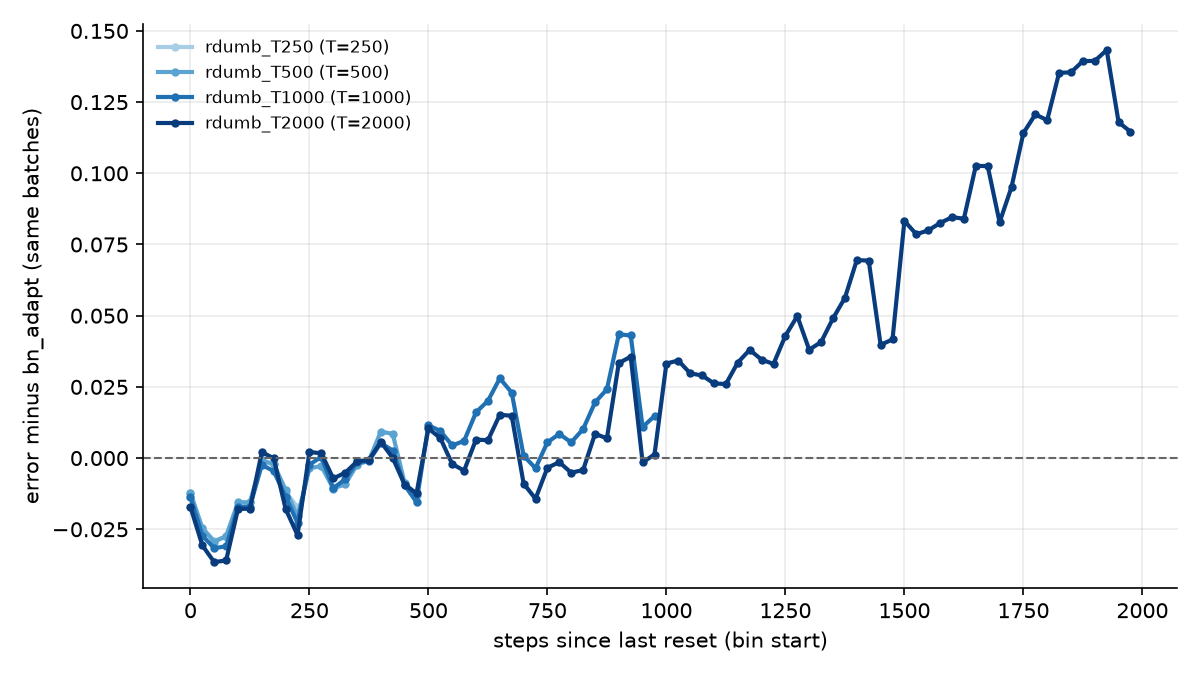 0.150
0.125
0.100
0.075
0.050
0.025
0.000
−0.025
error minus bn_adapt (same batches)
rdumb_T250 (T=250)
rdumb_T500 (T=500)
rdumb_T1000 (T=1000)
rdumb_T2000 (T=2000)
0 250 500 750 1000 1250 1500 1750 2000
steps since last reset (bin start)